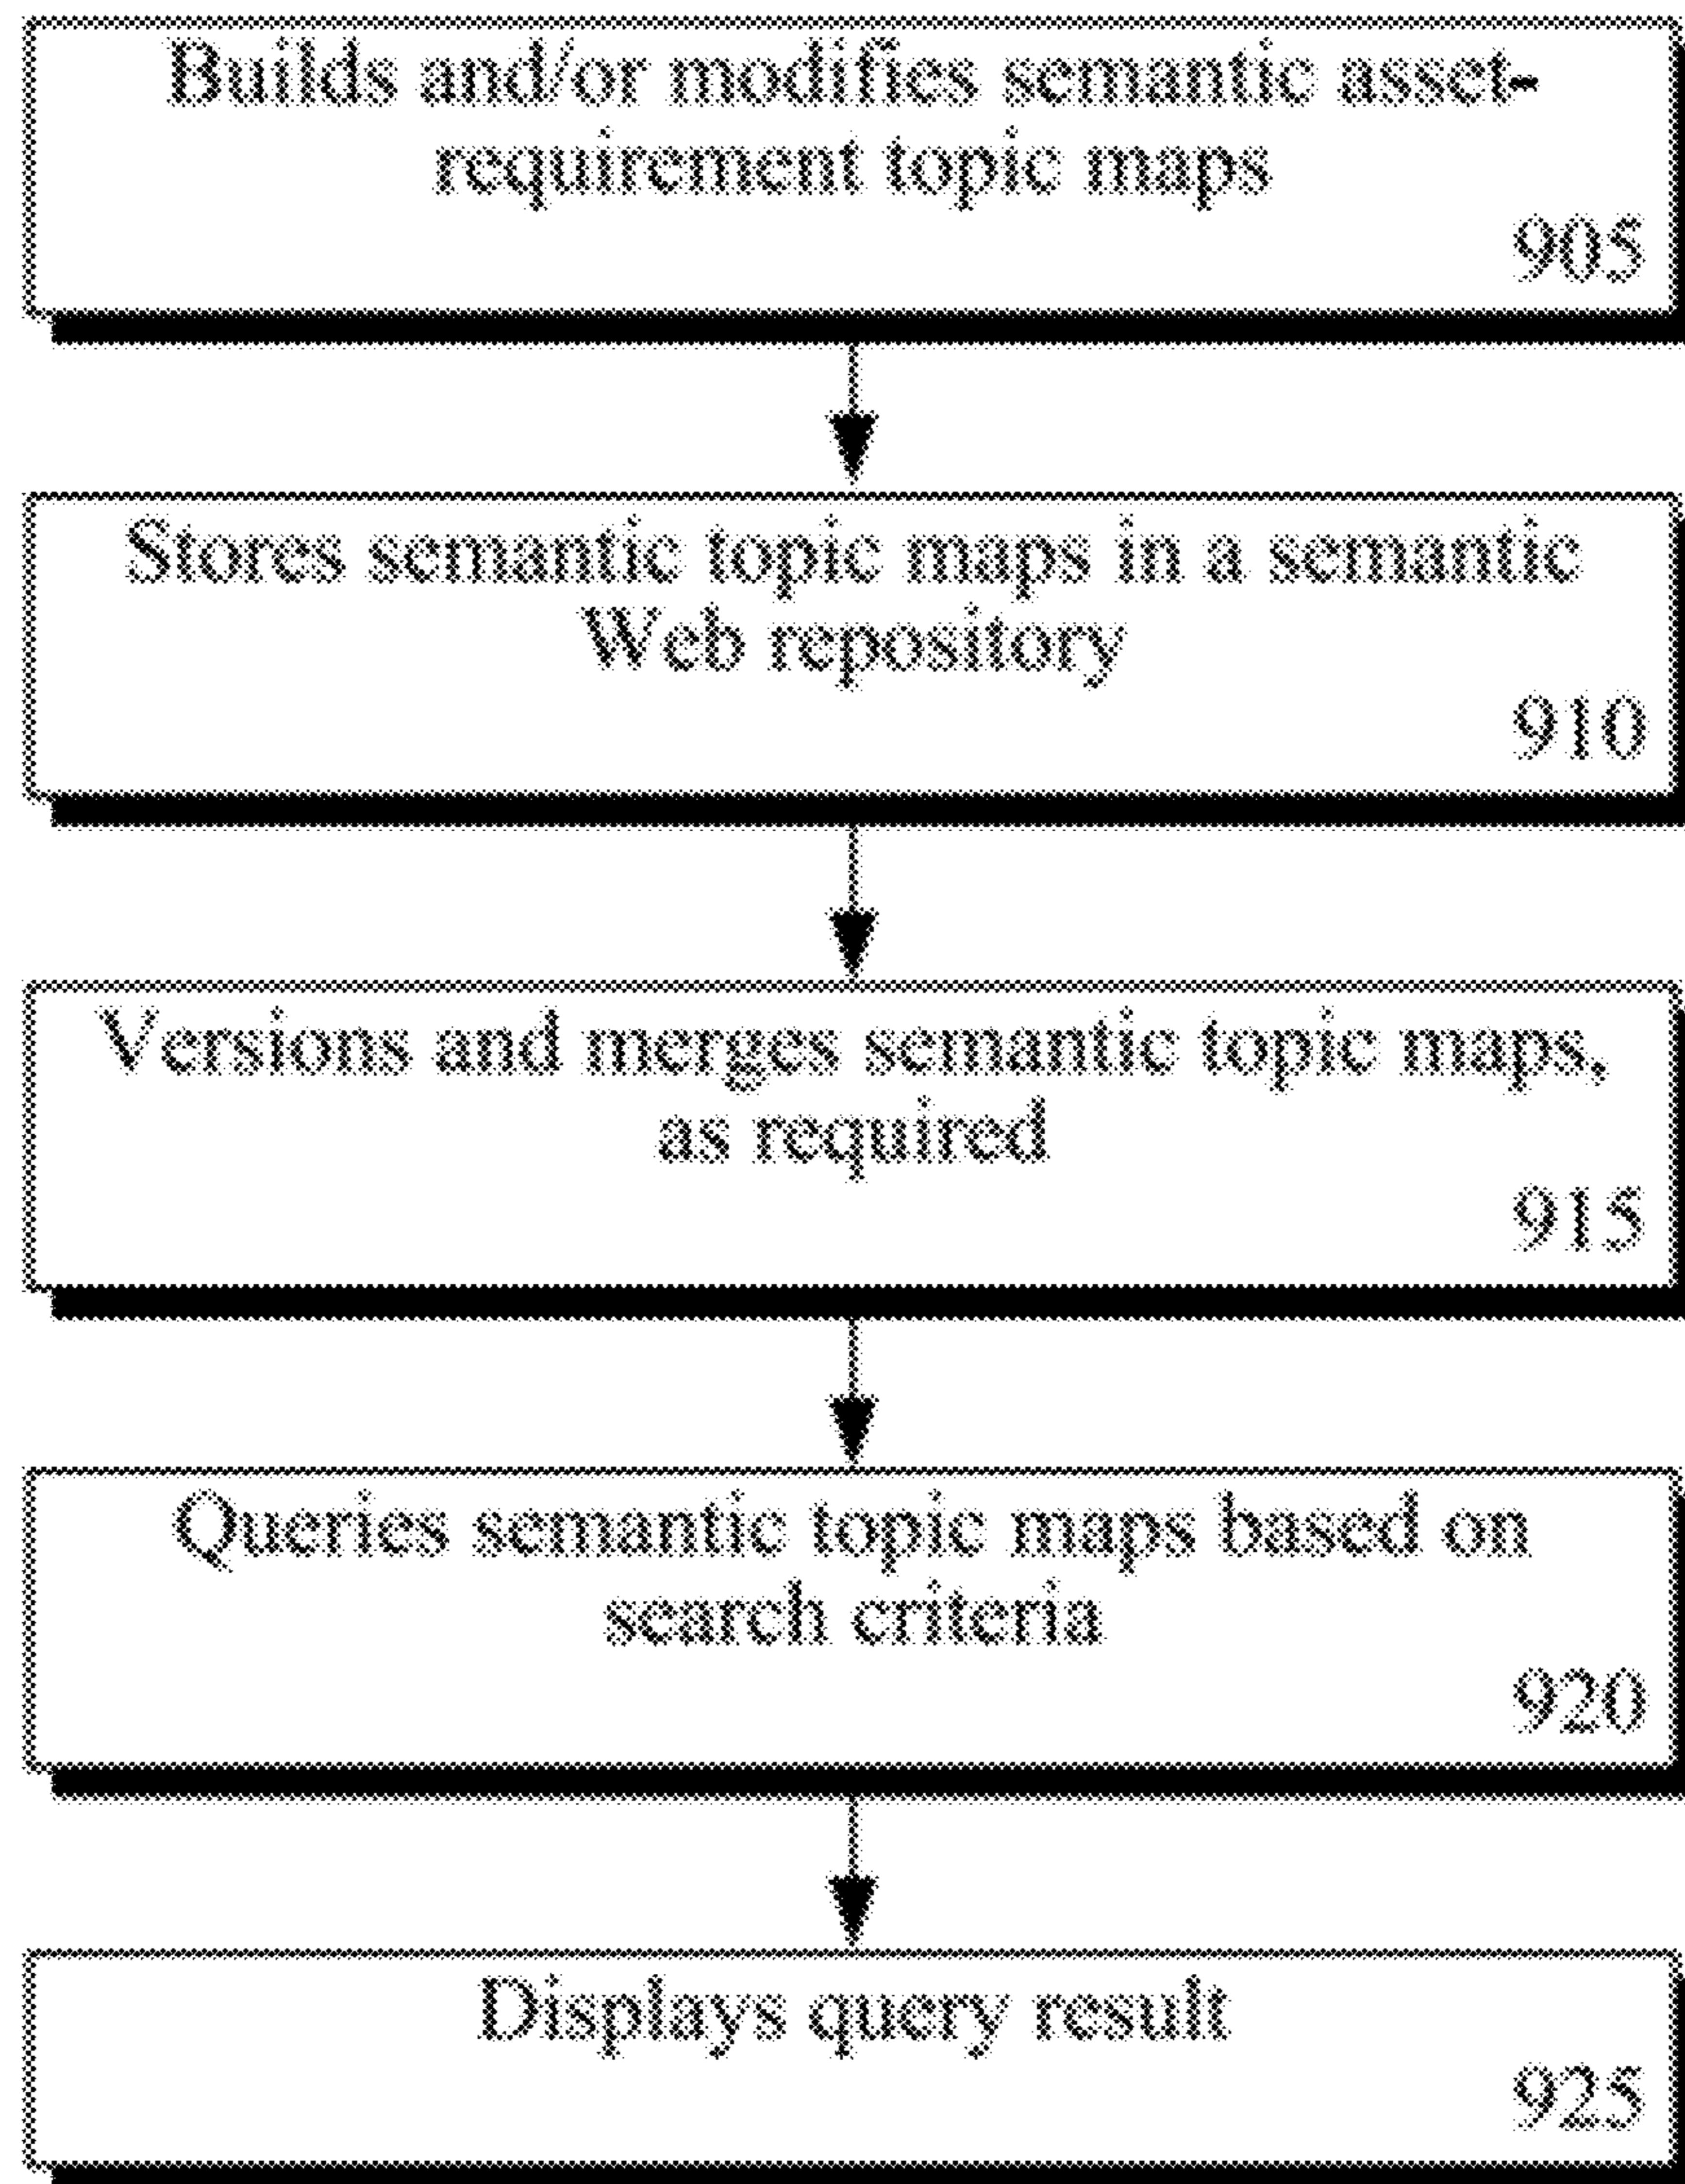 Builds and/or modifies semantic asset-
requirement topic maps
905
Stores semantic topic maps in a semantic
Web repository
910
Versions and merges semantic topic maps,
as required
915
Queries semantic topic maps based on
search criteria
920
Displays query result
925